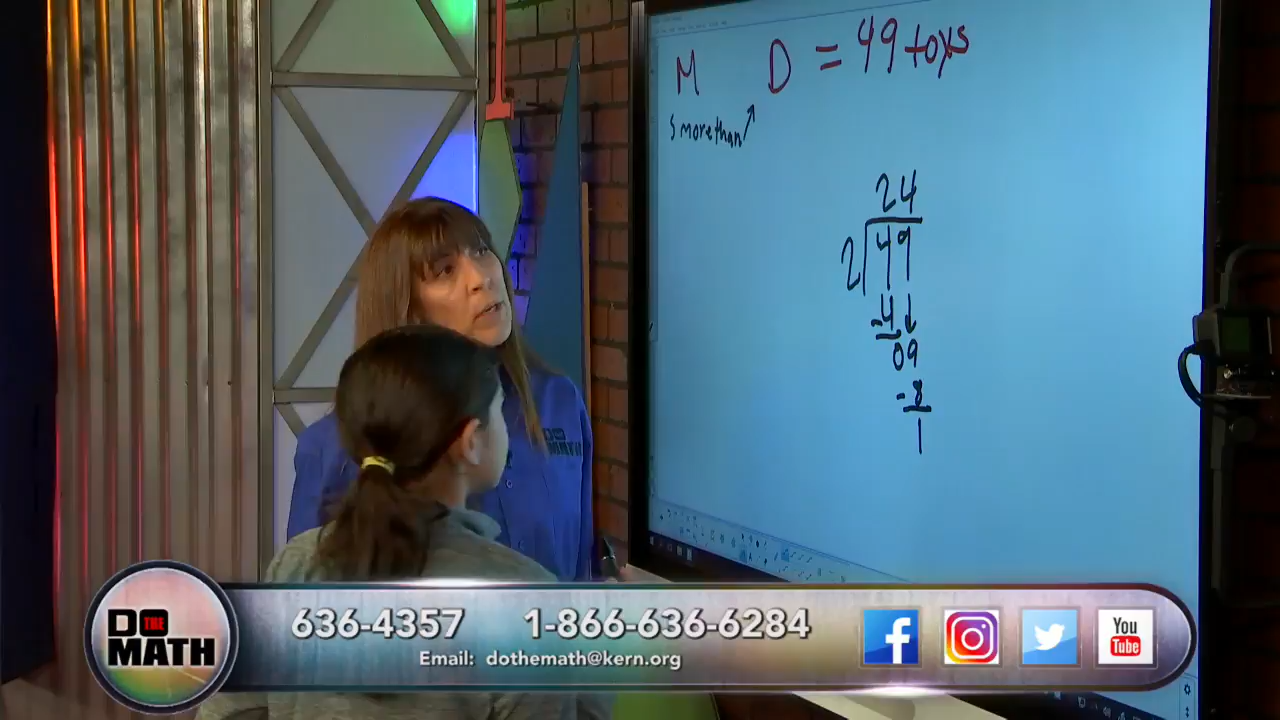 M D = 49 toys
5 more than
24
2 49
-4
09
-8
1
DO THE MATH
636-4357 1-866-636-6284
Email: dothemath@kern.org
You Tube